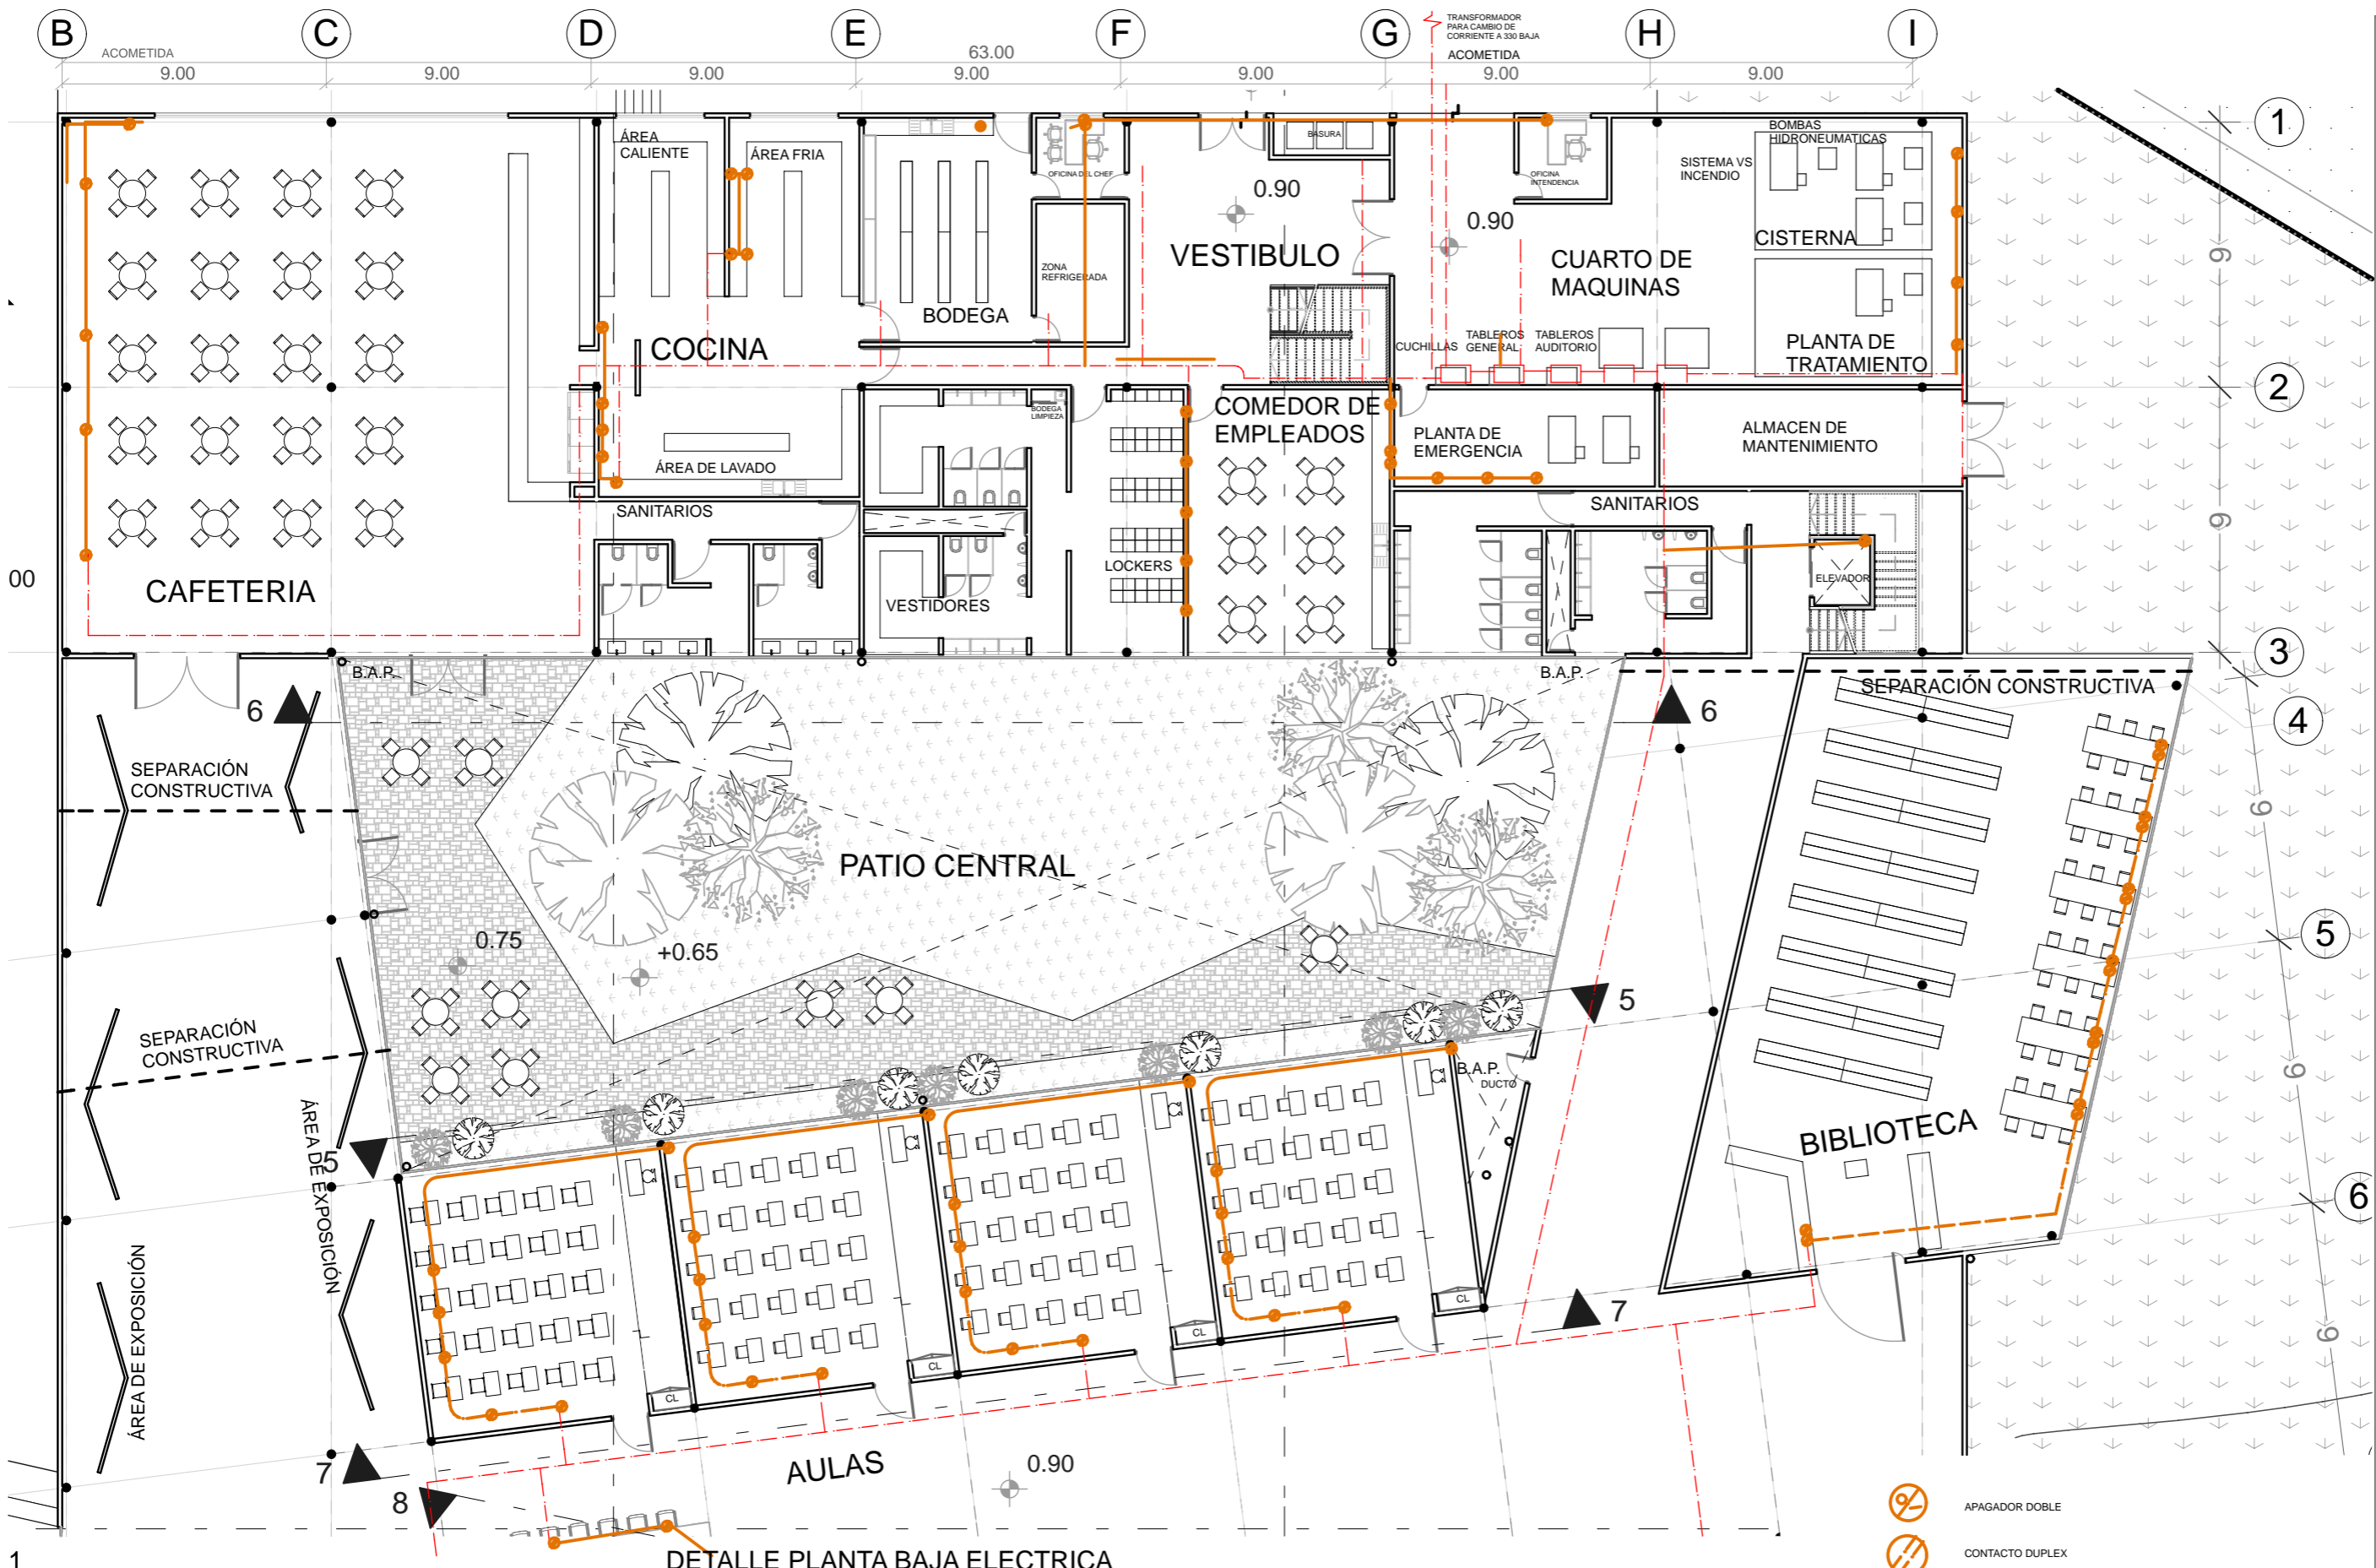 B
C
D
E
F
G
H
I
TRANSFORMADOR
PARA CAMBIO DE
CORRIENTE A 330 BAJA
ACOMETIDA
ACOMETIDA
63.00
9.00
9.00
9.00
9.00
9.00
9.00
9.00
1
ÁREA
CALIENTE
ÁREA FRIA
OFICINA DEL CHEF
BASURA
OFICINA
INTENDENCIA
BOMBAS
HIDRONEUMATICAS
SISTEMA VS
INCENDIO
0.90
0.90
VESTIBULO
CISTERNA
CUARTO DE
MAQUINAS
ZONA
REFRIGERADA
BODEGA
COCINA
CUCHILLAS
TABLEROS
GENERAL
TABLEROS
AUDITORIO
PLANTA DE
TRATAMIENTO
9
2
BODEGA
LIMPIEZA
COMEDOR DE
EMPLEADOS
PLANTA DE
EMERGENCIA
ALMACEN DE
MANTENIMIENTO
ÁREA DE LAVADO
SANITARIOS
SANITARIOS
9
LOCKERS
VESTIDORES
ELEVADOR
00
CAFETERIA
3
B.A.P.
B.A.P.
SEPARACIÓN CONSTRUCTIVA
6
6
4
SEPARACIÓN
CONSTRUCTIVA
9
PATIO CENTRAL
0.75
+0.65
5
5
SEPARACIÓN
CONSTRUCTIVA
9
B.A.P.
DUCTO
BIBLIOTECA
5
ÁREA DE EXPOSICIÓN
6
ÁREA DE EXPOSICIÓN
7
9
CL
CL
CL
CL
AULAS
0.90
7
8
APAGADOR DOBLE
CONTACTO DUPLEX
1
DETALLE PLANTA BAJA ELECTRICA